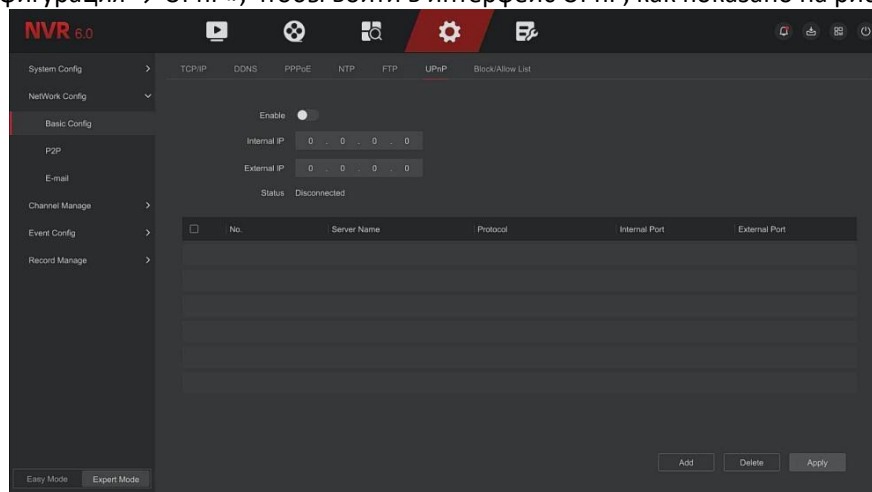 фигурация → UPnP», чтобы войти в интерфейс UPnP, как показано на рис
NVR 6.0
System Config
NetWork Config
Basic Config
P2P
E-mail
Channel Manage
Event Config
Record Manage
TCP/IP DDNS PPPoE NTP FTP UPnP Block/Allow List
Enable
Internal IP 0 . 0 . 0 . 0
External IP 0 . 0 . 0 . 0
Status Disconnected
No. Server Name Protocol Internal Port External Port
Add Delete Apply
Easy Mode Expert Mode